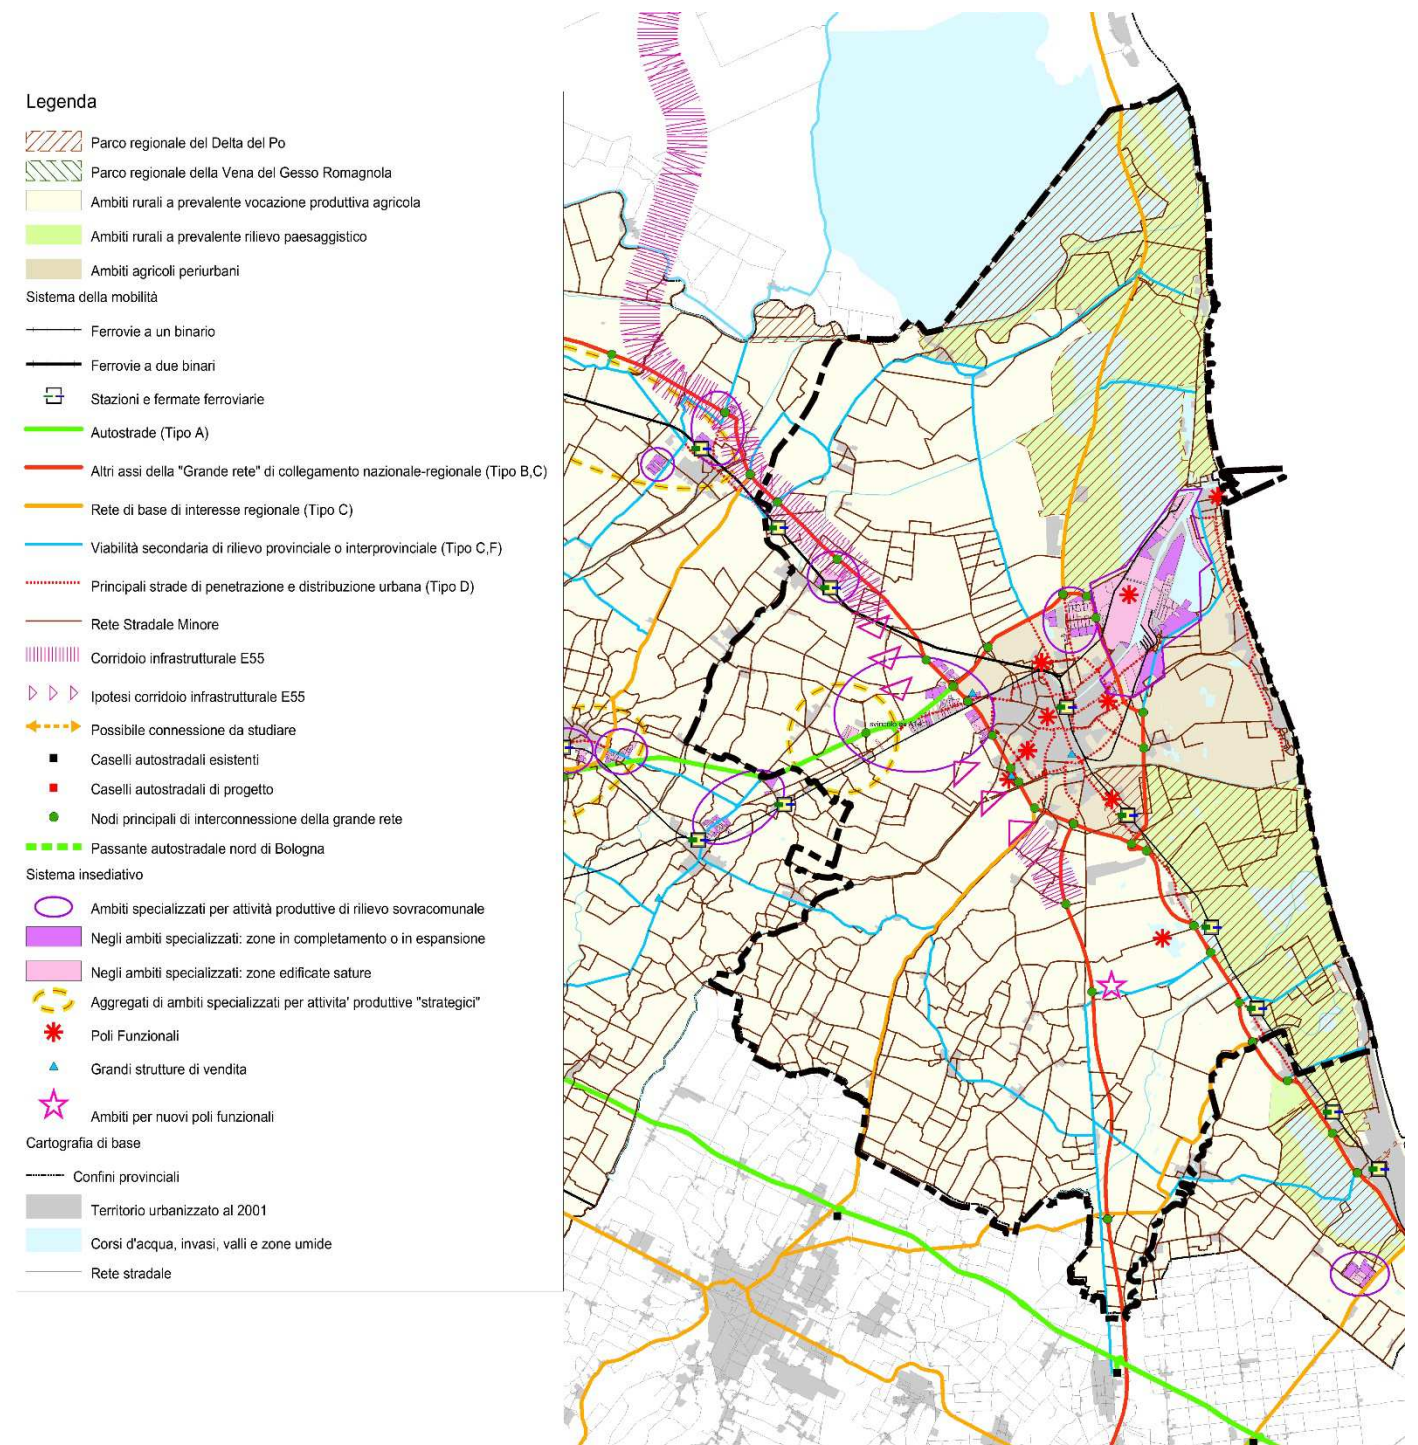 Legenda
Parco regionale del Delta del Po
Parco regionale della Vena del Gesso Romagnola
Ambiti rurali a prevalente vocazione produttiva agricola
Ambiti rurali a prevalente rilievo paesaggistico
Ambiti agricoli periurbani
Sistema della mobilità
Ferrovie a un binario
Ferrovie a due binari
Stazioni e fermate ferroviarie
Autostrade (Tipo A)
Altri assi della "Grande rete" di collegamento nazionale-regionale (Tipo B,C)
Rete di base di interesse regionale (Tipo C)
Viabilità secondaria di rilievo provinciale o interprovinciale (Tipo C,F)
Principali strade di penetrazione e distribuzione urbana (Tipo D)
Rete Stradale Minore
Corridoio infrastrutturale E55
Ipotesi corridoio infrastrutturale E55
Possibile connessione da studiare
Caselli autostradali esistenti
Caselli autostradali di progetto
Nodi principali di interconnessione della grande rete
Passante autostradale nord di Bologna
Sistema insediativo
Ambiti specializzati per attività produttive di rilievo sovracomunale
Negli ambiti specializzati: zone in completamento o in espansione
Negli ambiti specializzati: zone edificate sature
Aggregati di ambiti specializzati per attivita' produttive "strategici"
Poli Funzionali
Grandi strutture di vendita
Ambiti per nuovi poli funzionali
Cartografia di base
Confini provinciali
Territorio urbanizzato al 2001
Corsi d'acqua, invasi, valli e zone umide
Rete stradale